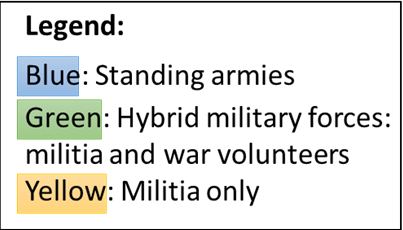 Legend:
Blue: Standing armies
Green: Hybrid military forces:
militia and war volunteers
Yellow: Militia only